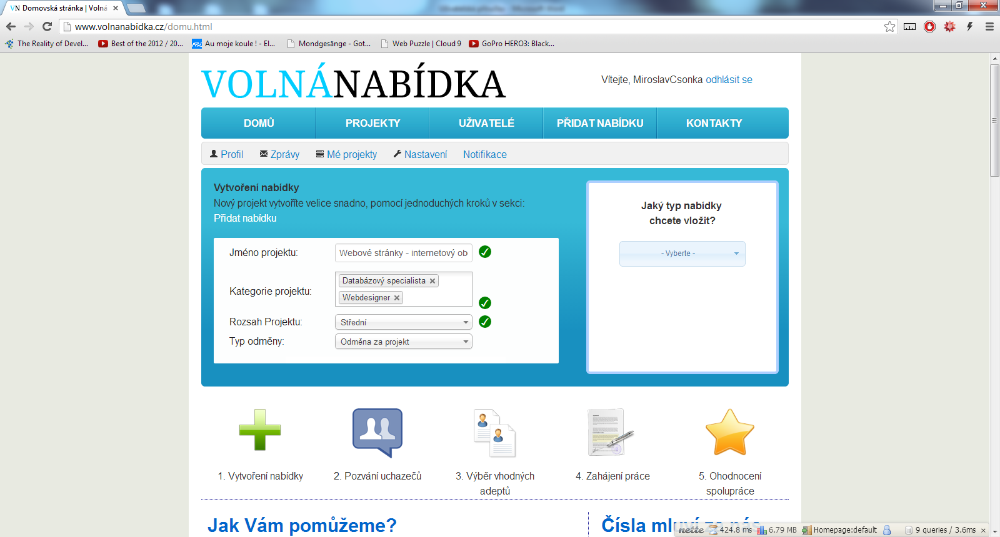 VN Domovská stránka | Volná
www.volnanabidka.cz/domu.html
The Reality of Devel...
Best of the 2012 / 20...
Au moje koule ! - El...
Mondgesänge - Got...
Web Puzzle | Cloud 9
GoPro HERO3: Black...
VOLNÁNABÍDKA
Vítejte, MiroslavCsonka odhlásit se
DOMŮ
PROJEKTY
UŽIVATELÉ
PŘIDAT NABÍDKU
KONTAKTY
Profil
Zprávy
Mé projekty
Nastavení
Notifikace
Vytvoření nabídky
Nový projekt vytvoříte velice snadno, pomocí jednoduchých kroků v sekci:
Přidat nabídku
Jméno projektu:
Webové stránky - internetový ob
Kategorie projektu:
Databázový specialista
Webdesigner
Rozsah Projektu:
Střední
Typ odměny:
Odměna za projekt
Jaký typ nabídky
chcete vložit?
- Vyberte -
1. Vytvoření nabídky
2. Pozvání uchazečů
3. Výběr vhodných
adeptů
4. Zahájení práce
5. Ohodnocení
spolupráce
Jak Vám pomůžeme?
Čísla mluví za nás
nette
424.8 ms
6.79 MB
Homepage:default
9 queries / 3.6ms